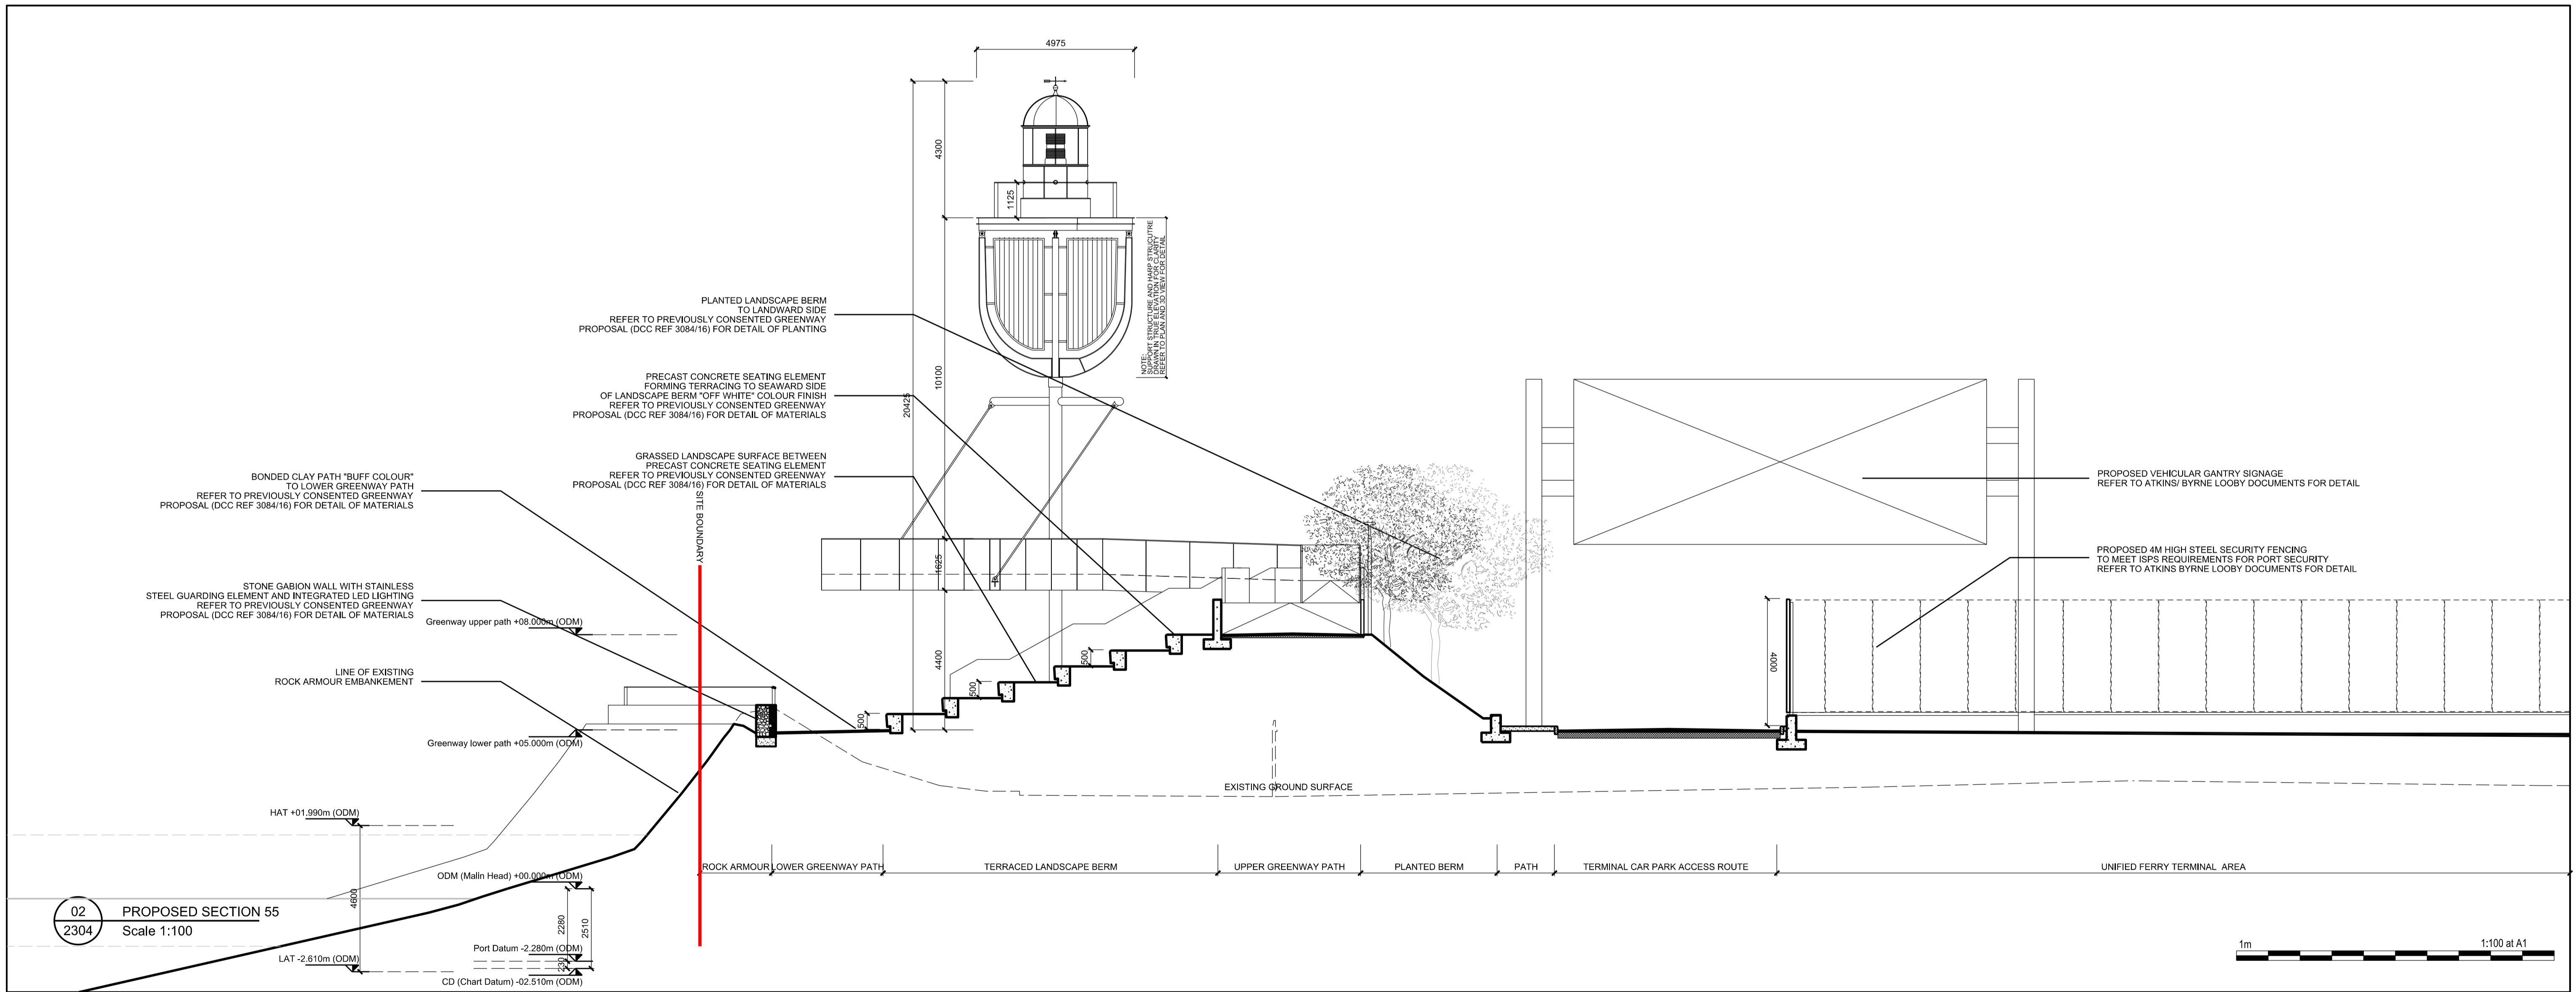 4975
4300
1125
20425
10100
1625
4400
NOTE:
SUPPORT STRUCTURE AND HARP STRUCUTRE
DRAWN IN TRUE ELEVATION FOR CLARITY
REFER TO PLAN AND 3D VIEW FOR DETAIL
PLANTED LANDSCAPE BERM
TO LANDWARD SIDE
REFER TO PREVIOUSLY CONSENTED GREENWAY
PROPOSAL (DCC REF 3084/16) FOR DETAIL OF PLANTING
PRECAST CONCRETE SEATING ELEMENT
FORMING TERRACING TO SEAWARD SIDE
OF LANDSCAPE BERM "OFF WHITE" COLOUR FINISH
REFER TO PREVIOUSLY CONSENTED GREENWAY
PROPOSAL (DCC REF 3084/16) FOR DETAIL OF MATERIALS
GRASSED LANDSCAPE SURFACE BETWEEN
PRECAST CONCRETE SEATING ELEMENT
REFER TO PREVIOUSLY CONSENTED GREENWAY
PROPOSAL (DCC REF 3084/16) FOR DETAIL OF MATERIALS
BONDED CLAY PATH "BUFF COLOUR"
TO LOWER GREENWAY PATH
REFER TO PREVIOUSLY CONSENTED GREENWAY
PROPOSAL (DCC REF 3084/16) FOR DETAIL OF MATERIALS
SITE BOUNDARY
STONE GABION WALL WITH STAINLESS
STEEL GUARDING ELEMENT AND INTEGRATED LED LIGHTING
REFER TO PREVIOUSLY CONSENTED GREENWAY
PROPOSAL (DCC REF 3084/16) FOR DETAIL OF MATERIALS
Greenway upper path +08.000m (ODM)
LINE OF EXISTING
ROCK ARMOUR EMBANKEMENT
Greenway lower path +05.000m (ODM)
500
500
500
PROPOSED VEHICULAR GANTRY SIGNAGE
REFER TO ATKINS/ BYRNE LOOBY DOCUMENTS FOR DETAIL
PROPOSED 4M HIGH STEEL SECURITY FENCING
TO MEET ISPS REQUIREMENTS FOR PORT SECURITY
REFER TO ATKINS BYRNE LOOBY DOCUMENTS FOR DETAIL
4000
EXISTING GROUND SURFACE
HAT +01.990m (ODM)
ROCK ARMOUR
LOWER GREENWAY PATH
TERRACED LANDSCAPE BERM
UPPER GREENWAY PATH
PLANTED BERM
PATH
TERMINAL CAR PARK ACCESS ROUTE
UNIFIED FERRY TERMINAL AREA
ODM (Malin Head) +00.000m (ODM)
4600
2280
2510
230
Port Datum -2.280m (ODM)
LAT -2.610m (ODM)
CD (Chart Datum) -02.510m (ODM)
02
2304
PROPOSED SECTION 55
Scale 1:100
1m
1:100 at A1